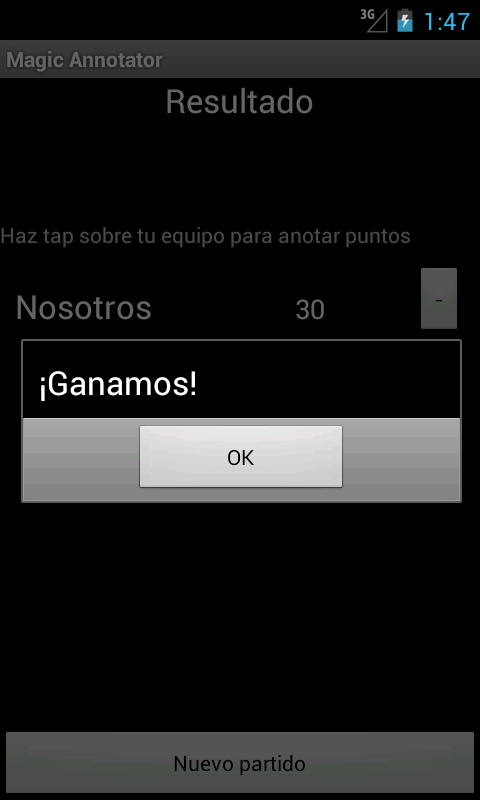 3G 1:47
Magic Annotator
Resultado
Haz tap sobre tu equipo para anotar puntos
Nosotros 30 -
¡Ganamos!
OK
Nuevo partido